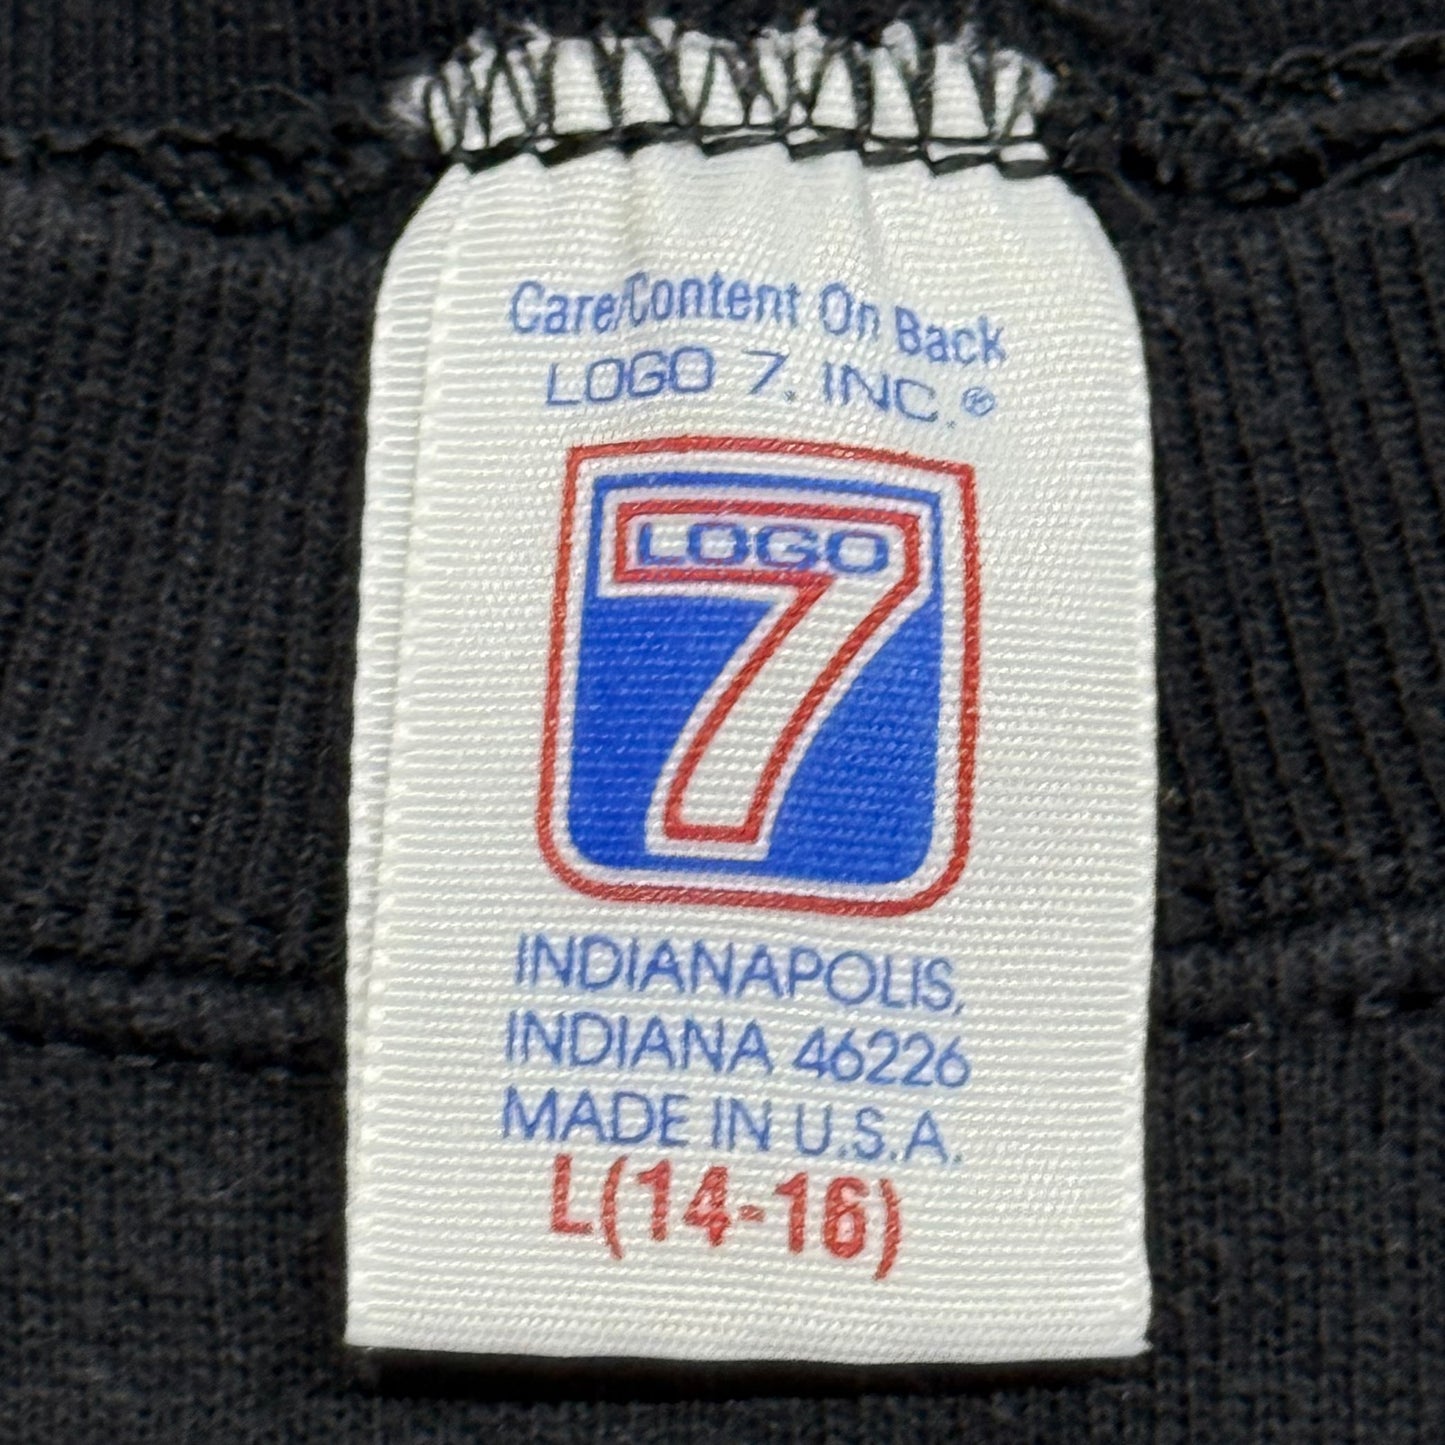 Care/Content On Back
LOGO 7, INC.®
LOGO
7
INDIANAPOLIS,
INDIANA 46226
MADE IN U.S.A.
L(14-16)